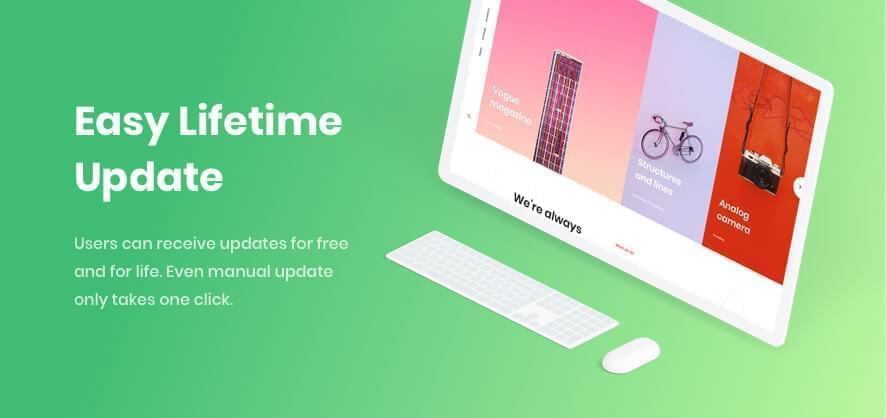 Easy Lifetime
Update
Users can receive updates for free
and for life. Even manual update
only takes one click.
Vogue
magazine
Structures
and lines
Analog
camera
We're always